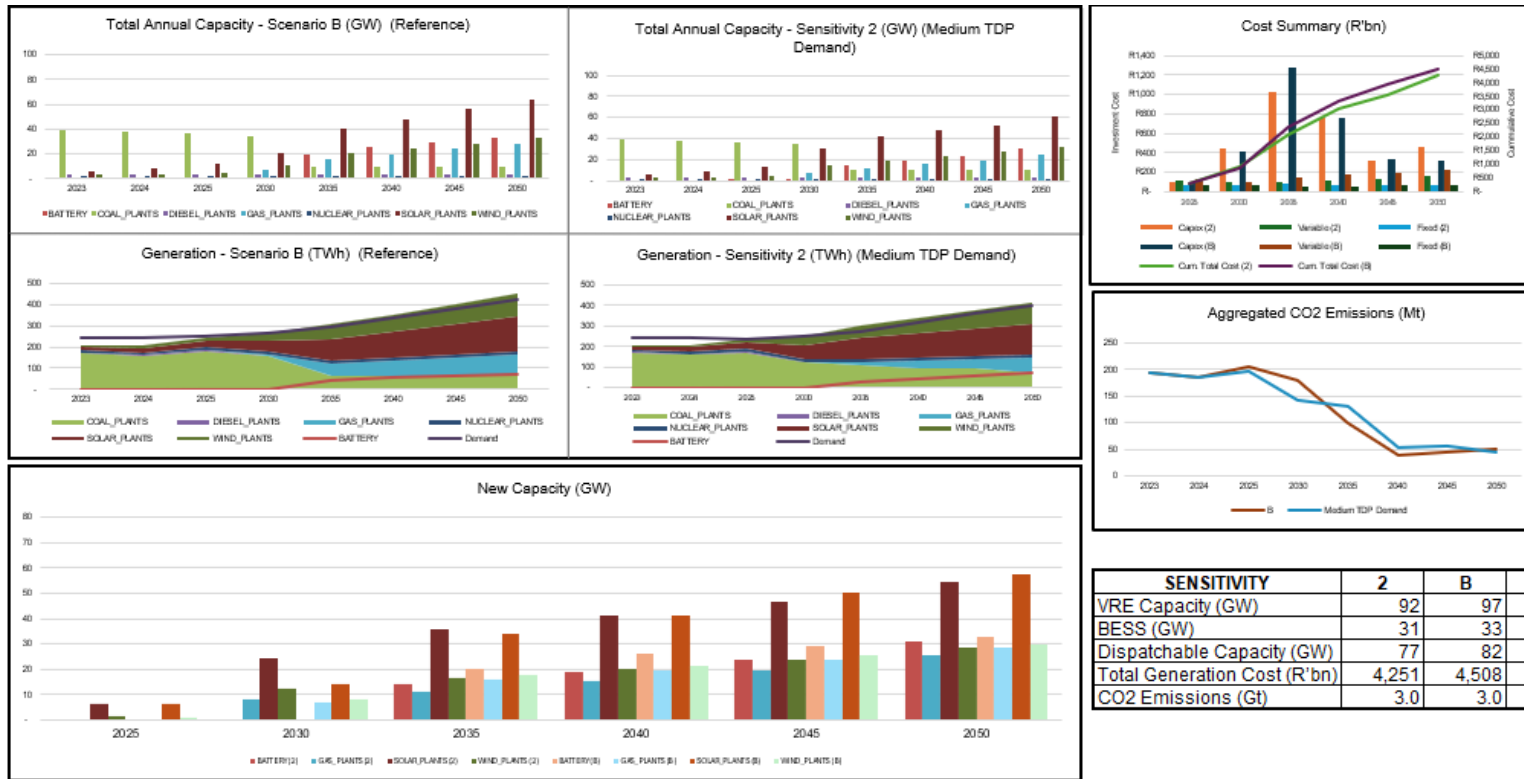 Total Annual Capacity - Scenario B (GW) (Reference)
100
80
60
40
20
-
2023 2024 2025 2030 2035 2040 2045 2050
BATTERY COAL_PLANTS DIESEL_PLANTS GAS_PLANTS NUCLEAR_PLANTS SOLAR_PLANTS WIND_PLANTS
Total Annual Capacity - Sensitivity 2 (GW) (Medium TDP
Demand)
100
80
60
40
20
-
2023 2024 2025 2030 2035 2040 2045 2050
BATTERY COAL_PLANTS DIESEL_PLANTS GAS_PLANTS
NUCLEAR_PLANTS SOLAR_PLANTS WIND_PLANTS
Generation - Scenario B (TWh) (Reference)
500
400
300
200
100
-
2023 2024 2025 2030 2035 2040 2045 2050
COAL_PLANTS DIESEL_PLANTS GAS_PLANTS NUCLEAR_PLANTS
SOLAR_PLANTS WIND_PLANTS BATTERY Demand
Generation - Sensitivity 2 (TWh) (Medium TDP Demand)
500
400
300
200
100
-
2023 2024 2025 2030 2035 2040 2045 2050
COAL_PLANTS DIESEL_PLANTS GAS_PLANTS
NUCLEAR_PLANTS SOLAR_PLANTS WIND_PLANTS
BATTERY Demand
New Capacity (GW)
80
70
60
50
40
30
20
10
-
2025 2030 2035 2040 2045 2050
BATTERY(2) GAS_PLANTS (2) SOLAR_PLANTS (2) WIND_PLANTS (2) BATTERY(B) GAS_PLANTS (B) SOLAR_PLANTS (B) WIND_PLANTS (B)
Cost Summary (R'bn)
Investment Cost
R1,400
R1,200
R1,000
R800
R600
R400
R200
R-
R5,000
R4,500
R4,000
R3,500
R3,000
R2,500
R2,000
R1,500
R1,000
R500
R-
Cummulative Cost
2025 2030 2035 2040 2045 2050
Capex (2) Variable (2) Fixed (2)
Capex (B) Variable (B) Fixed (B)
Cum. Total Cost (2) Cum. Total Cost (B)
Aggregated CO2 Emissions (Mt)
250
200
150
100
50
0
2023 2024 2025 2030 2035 2040 2045 2050
B Medium TDP Demand
SENSITIVITY 2 B
VRE Capacity (GW) 92 97
BESS (GW) 31 33
Dispatchable Capacity (GW) 77 82
Total Generation Cost (R'bn) 4,251 4,508
CO2 Emissions (Gt) 3.0 3.0